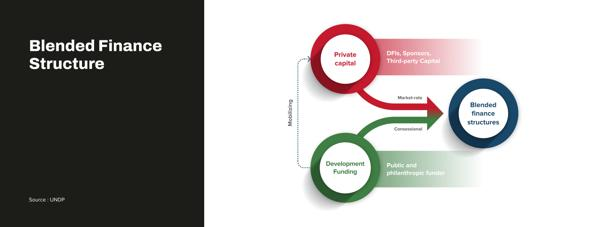 Blended Finance
Structure
Source : UNDP
Private
capital
DFIs, Sponsors,
Third-party Capital
Mobilizing
Market-rate
Concessional
Blended
finance
structures
Development
Funding
Public and
philanthropic funder